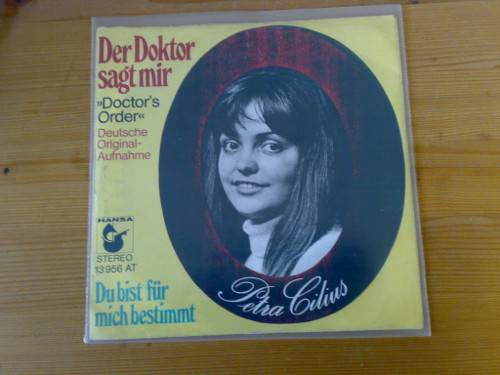 Der Doktor
sagt mir
»Doctor's
Order«
Deutsche
Original-
Aufnahme
HANSA
STEREO
13 956 AT
Du bist für
mich bestimmt
Petra Cilius